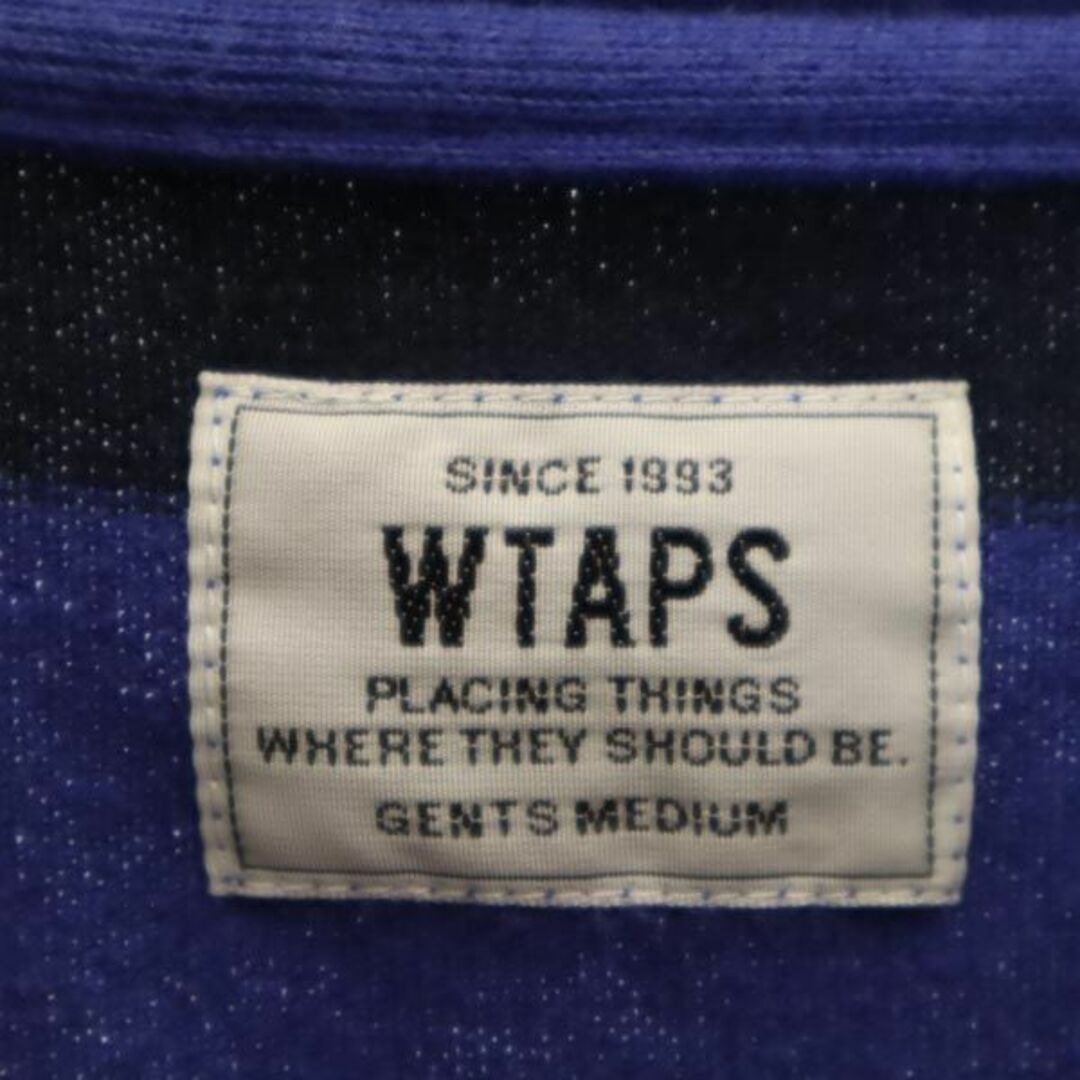 SINCE 1993
WTAPS
PLACING THINGS
WHERE THEY SHOULD BE.
GENTS MEDIUM